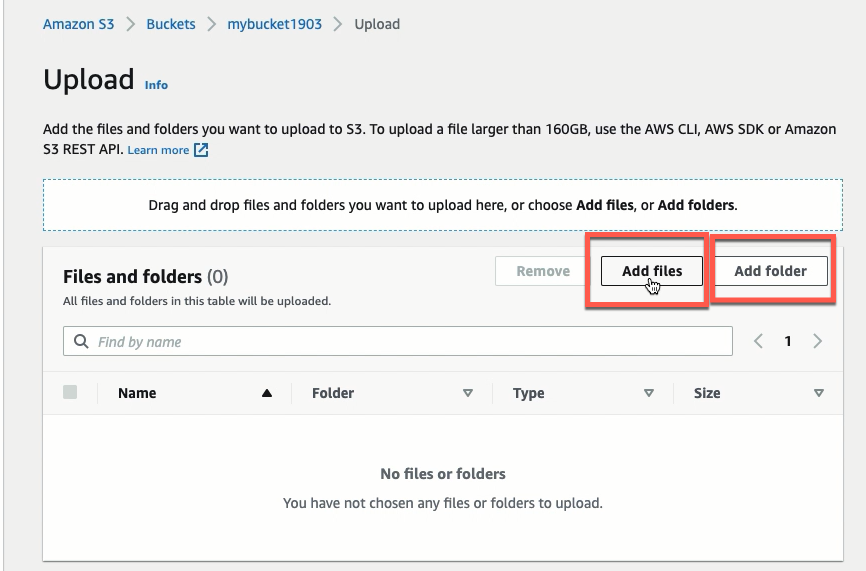 Amazon S3 > Buckets > mybucket1903 > Upload
Upload Info
Add the files and folders you want to upload to S3. To upload a file larger than 160GB, use the AWS CLI, AWS SDK or Amazon
S3 REST API. Learn more
Drag and drop files and folders you want to upload here, or choose Add files, or Add folders.
Files and folders (0)
Remove Add files Add folder
All files and folders in this table will be uploaded.
Find by name
< 1 >
Name Folder Type Size
No files or folders
You have not chosen any files or folders to upload.